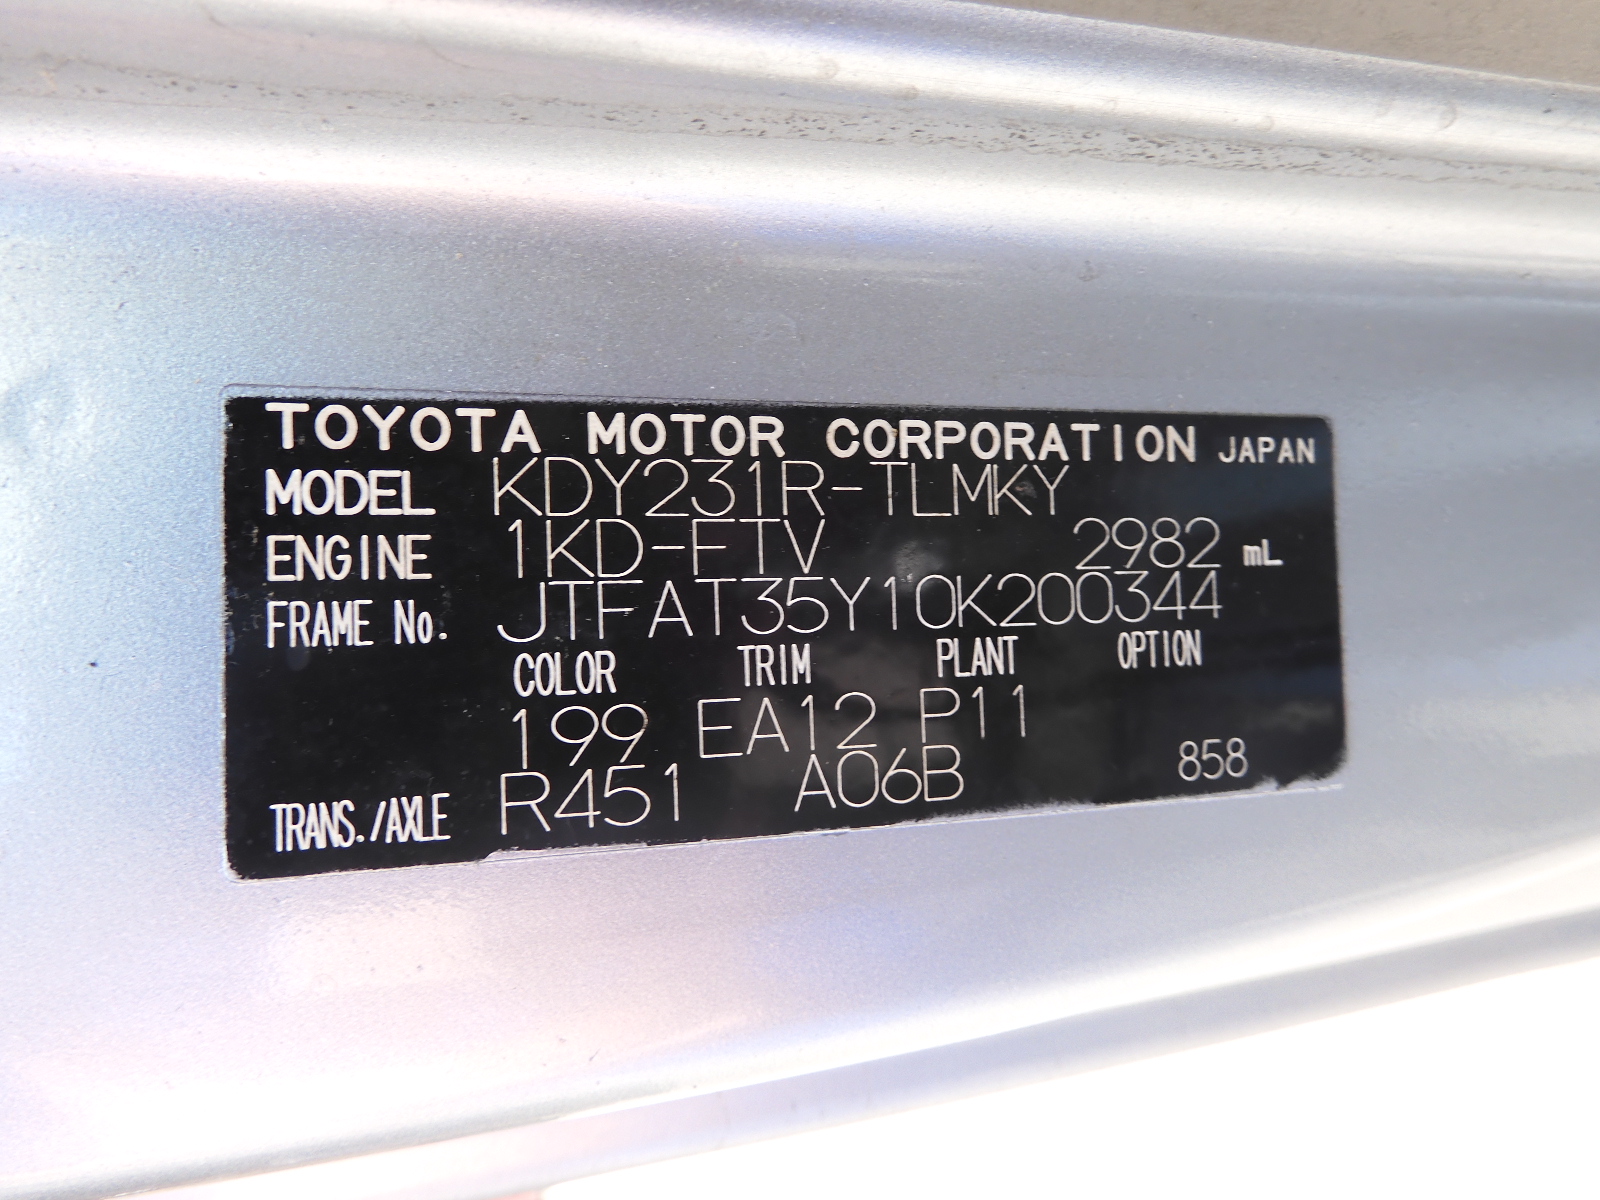 TOYOTA MOTOR CORPORATION JAPAN
MODEL KDY231R-TLMKY
ENGINE 1KD-FTV 2982 mL
FRAME No. JTFAT35Y10K200344
COLOR TRIM PLANT OPTION
199 EA12 P11
TRANS./AXLE R451 A06B 858